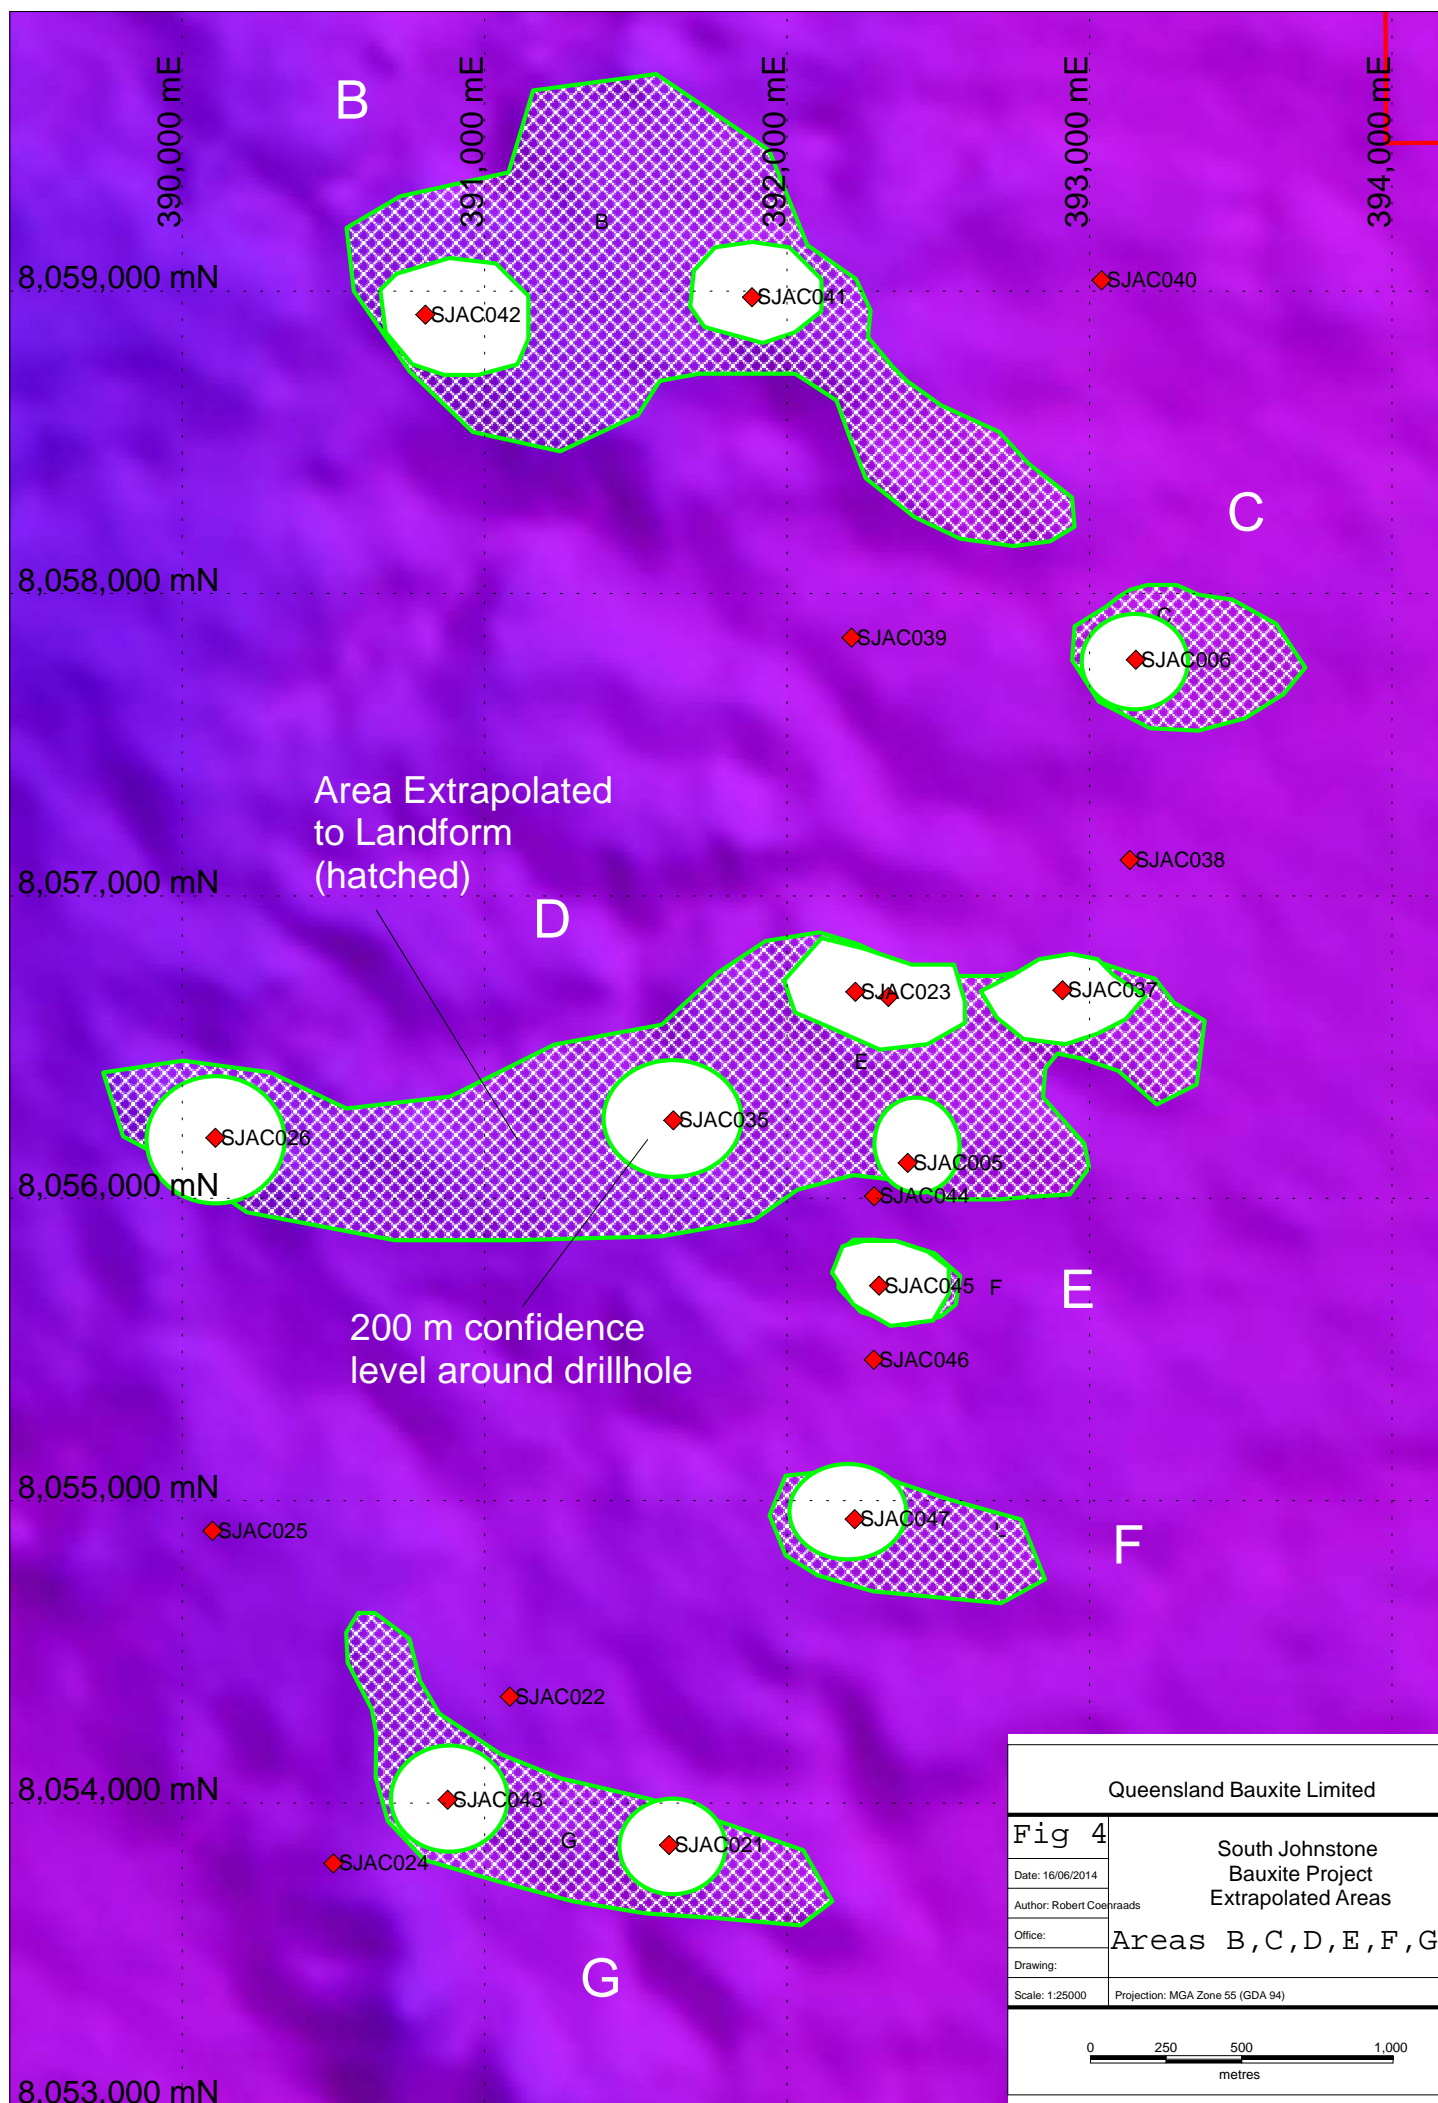 390,000 mE
391,000 mE
392,000 mE
393,000 mE
394,000 mE
B
B
8,059,000 mN
SJAC040
SJAC041
SJAC042
C
8,058,000 mN
C
SJAC039
SJAC006
Area Extrapolated
to Landform
(hatched)
SJAC038
8,057,000 mN
D
SJAC023
SJAC037
E
SJAC035
SJAC026
SJAC005
8,056,000 mN
SJAC044
SJAC045
F
E
200 m confidence
level around drillhole
SJAC046
8,055,000 mN
SJAC047
SJAC025
F
SJAC022
8,054,000 mN
SJAC043
G
SJAC021
SJAC024
G
8,053,000 mN
Queensland Bauxite Limited
Fig 4
Date: 16/06/2014
Author: Robert Coenraads
Office:
Drawing:
Scale: 1:25000
South Johnstone
Bauxite Project
Extrapolated Areas
Areas B,C,D,E,F,G
Projection: MGA Zone 55 (GDA 94)
0 250 500 1,000
metres